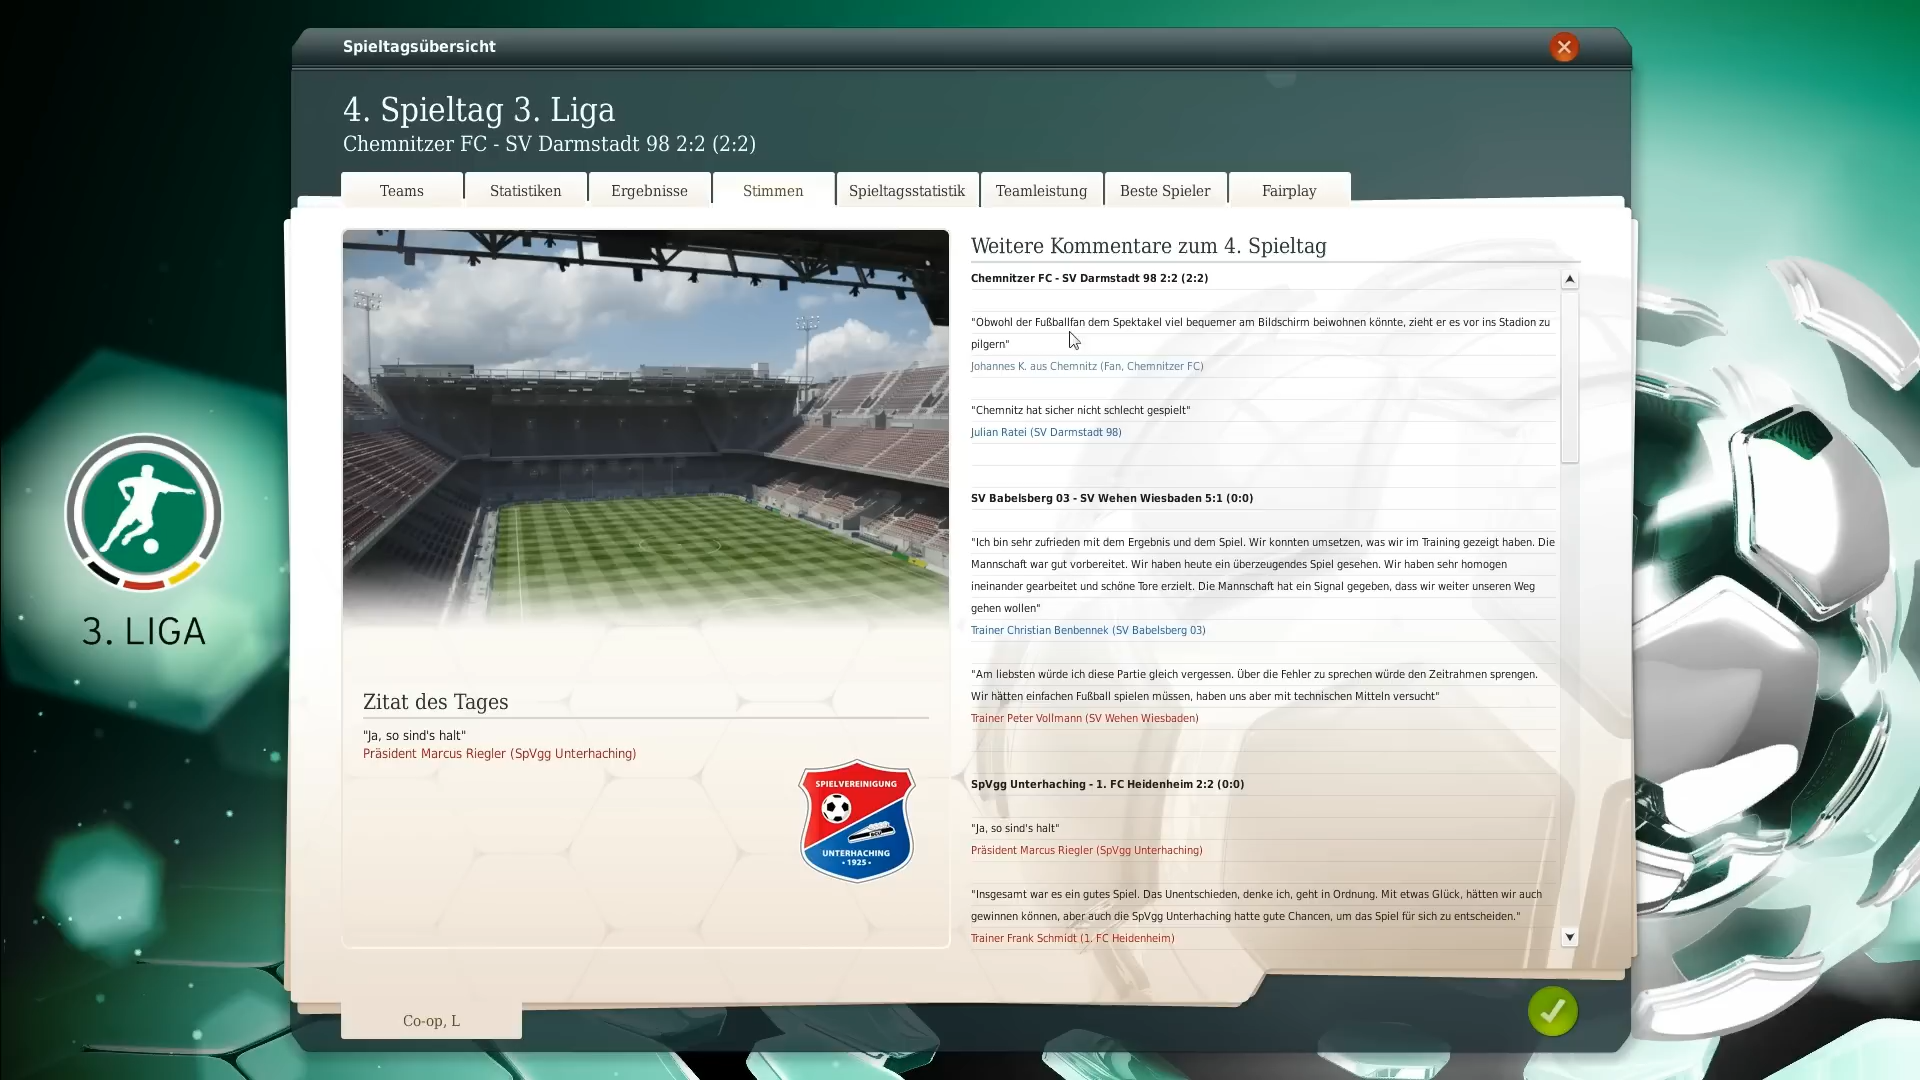 Spieltagsübersicht
4. Spieltag 3. Liga
Chemnitzer FC - SV Darmstadt 98 2:2 (2:2)
Teams
Statistiken
Ergebnisse
Stimmen
Spieltagsstatistik
Teamleistung
Beste Spieler
Fairplay
3. LIGA
Zitat des Tages
"Ja, so sind's halt"
Präsident Marcus Riegler (SpVgg Unterhaching)
SPIELVEREINIGUNG
UNTERHACHING
• 1925 •
Weitere Kommentare zum 4. Spieltag
Chemnitzer FC - SV Darmstadt 98 2:2 (2:2)
"Obwohl der Fußballfan dem Spektakel viel bequemer am Bildschirm beiwohnen könnte, zieht er es vor ins Stadion zu
pilgern"
Johannes K. aus Chemnitz (Fan, Chemnitzer FC)
"Chemnitz hat sicher nicht schlecht gespielt"
Julian Ratei (SV Darmstadt 98)
SV Babelsberg 03 - SV Wehen Wiesbaden 5:1 (0:0)
"Ich bin sehr zufrieden mit dem Ergebnis und dem Spiel. Wir konnten umsetzen, was wir im Training gezeigt haben. Die
Mannschaft war gut vorbereitet. Wir haben heute ein überzeugendes Spiel gesehen. Wir haben sehr homogen
ineinander gearbeitet und schöne Tore erzielt. Die Mannschaft hat ein Signal gegeben, dass wir weiter unseren Weg
gehen wollen"
Trainer Christian Benbennek (SV Babelsberg 03)
"Am liebsten würde ich diese Partie gleich vergessen. Über die Fehler zu sprechen würde den Zeitrahmen sprengen.
Wir hätten einfachen Fußball spielen müssen, haben uns aber mit technischen Mitteln versucht"
Trainer Peter Vollmann (SV Wehen Wiesbaden)
SpVgg Unterhaching - 1. FC Heidenheim 2:2 (0:0)
"Ja, so sind's halt"
Präsident Marcus Riegler (SpVgg Unterhaching)
"Insgesamt war es ein gutes Spiel. Das Unentschieden, denke ich, geht in Ordnung. Mit etwas Glück, hätten wir auch
gewinnen können, aber auch die SpVgg Unterhaching hatte gute Chancen, um das Spiel für sich zu entscheiden."
Trainer Frank Schmidt (1. FC Heidenheim)
Co-op, L